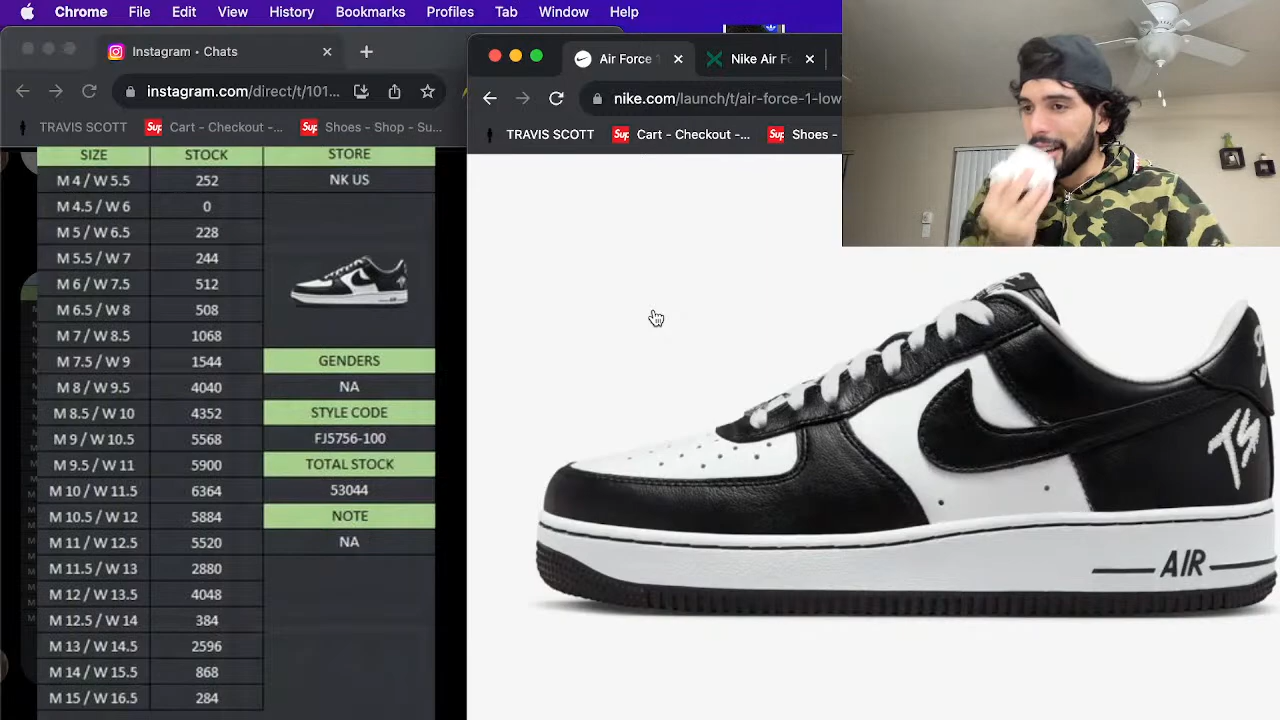 Chrome File Edit View History Bookmarks Profiles Tab Window Help
Instagram • Chats
instagram.com/direct/t/101...
TRAVIS SCOTT Sup Cart - Checkout -... Sup Shoes - Shop - Su...
SIZE STOCK STORE
M 4 / W 5.5 252 NK US
M 4.5 / W 6 0
M 5 / W 6.5 228
M 5.5 / W 7 244
M 6 / W 7.5 512
M 6.5 / W 8 508
M 7 / W 8.5 1068
M 7.5 / W 9 1544 GENDERS
M 8 / W 9.5 4040 NA
M 8.5 / W 10 4352 STYLE CODE
M 9 / W 10.5 5568 FJ5756-100
M 9.5 / W 11 5900 TOTAL STOCK
M 10 / W 11.5 6364 53044
M 10.5 / W 12 5884 NOTE
M 11 / W 12.5 5520 NA
M 11.5 / W 13 2880
M 12 / W 13.5 4048
M 12.5 / W 14 384
M 13 / W 14.5 2596
M 14 / W 15.5 868
M 15 / W 16.5 284
Air Force 1 Nike Air Fo
nike.com/launch/t/air-force-1-low
TRAVIS SCOTT Sup Cart - Checkout -... Sup Shoes -
TS
AIR